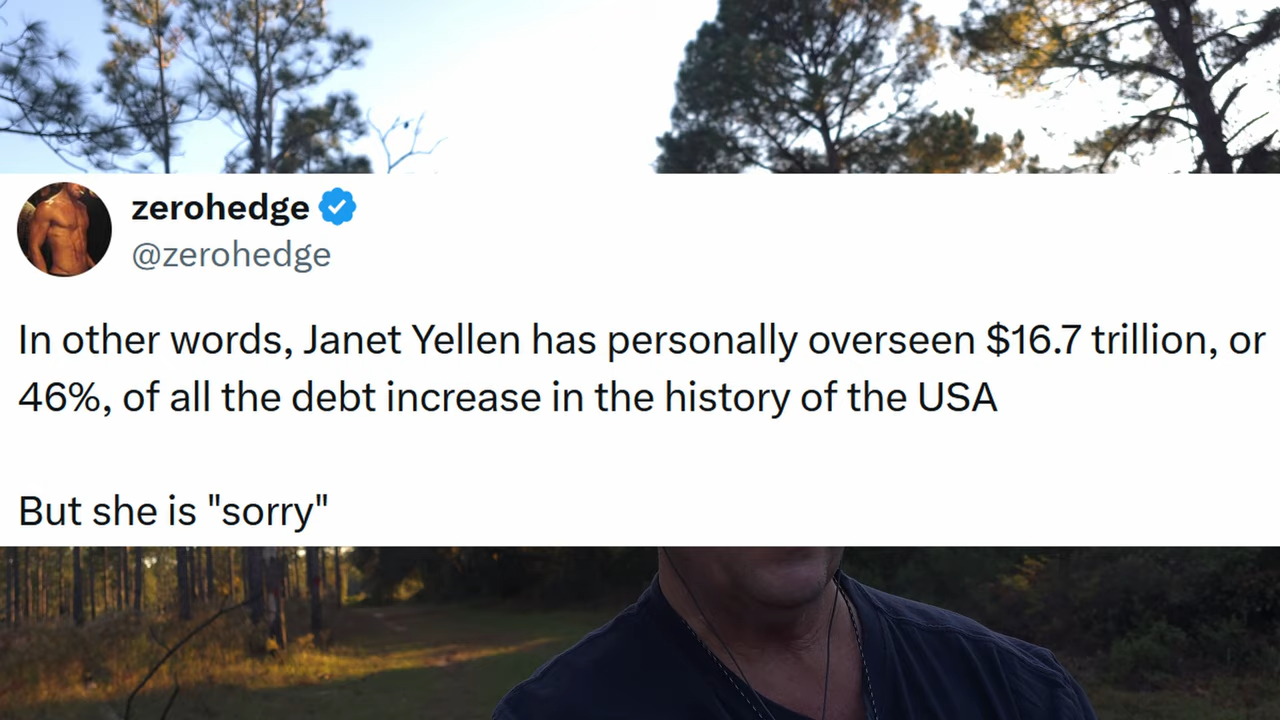 zerohedge
@zerohedge
In other words, Janet Yellen has personally overseen $16.7 trillion, or
46%, of all the debt increase in the history of the USA
But she is "sorry"